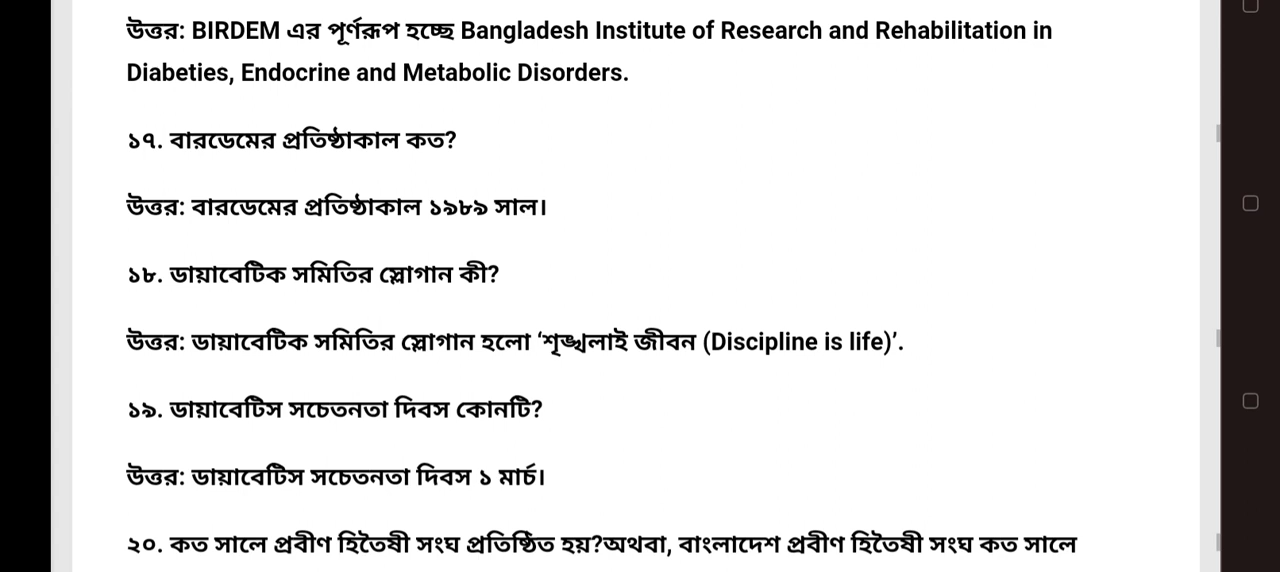 উত্তর: BIRDEM এর পূর্ণরূপ হচ্ছে Bangladesh Institute of Research and Rehabilitation in
Diabeties, Endocrine and Metabolic Disorders.
১৭. বারডেমের প্রতিষ্ঠাকাল কত?
উত্তর: বারডেমের প্রতিষ্ঠাকাল ১৯৮৯ সাল।
১৮. ডায়াবেটিক সমিতির স্লোগান কী?
উত্তর: ডায়াবেটিক সমিতির স্লোগান হলো ‘শৃঙ্খলাই জীবন (Discipline is life)’.
১৯. ডায়াবেটিস সচেতনতা দিবস কোনটি?
উত্তর: ডায়াবেটিস সচেতনতা দিবস ১ মার্চ।
২০. কত সালে প্রবীণ হিতৈষী সংঘ প্রতিষ্ঠিত হয়?অথবা, বাংলাদেশ প্রবীণ হিতৈষী সংঘ কত সালে